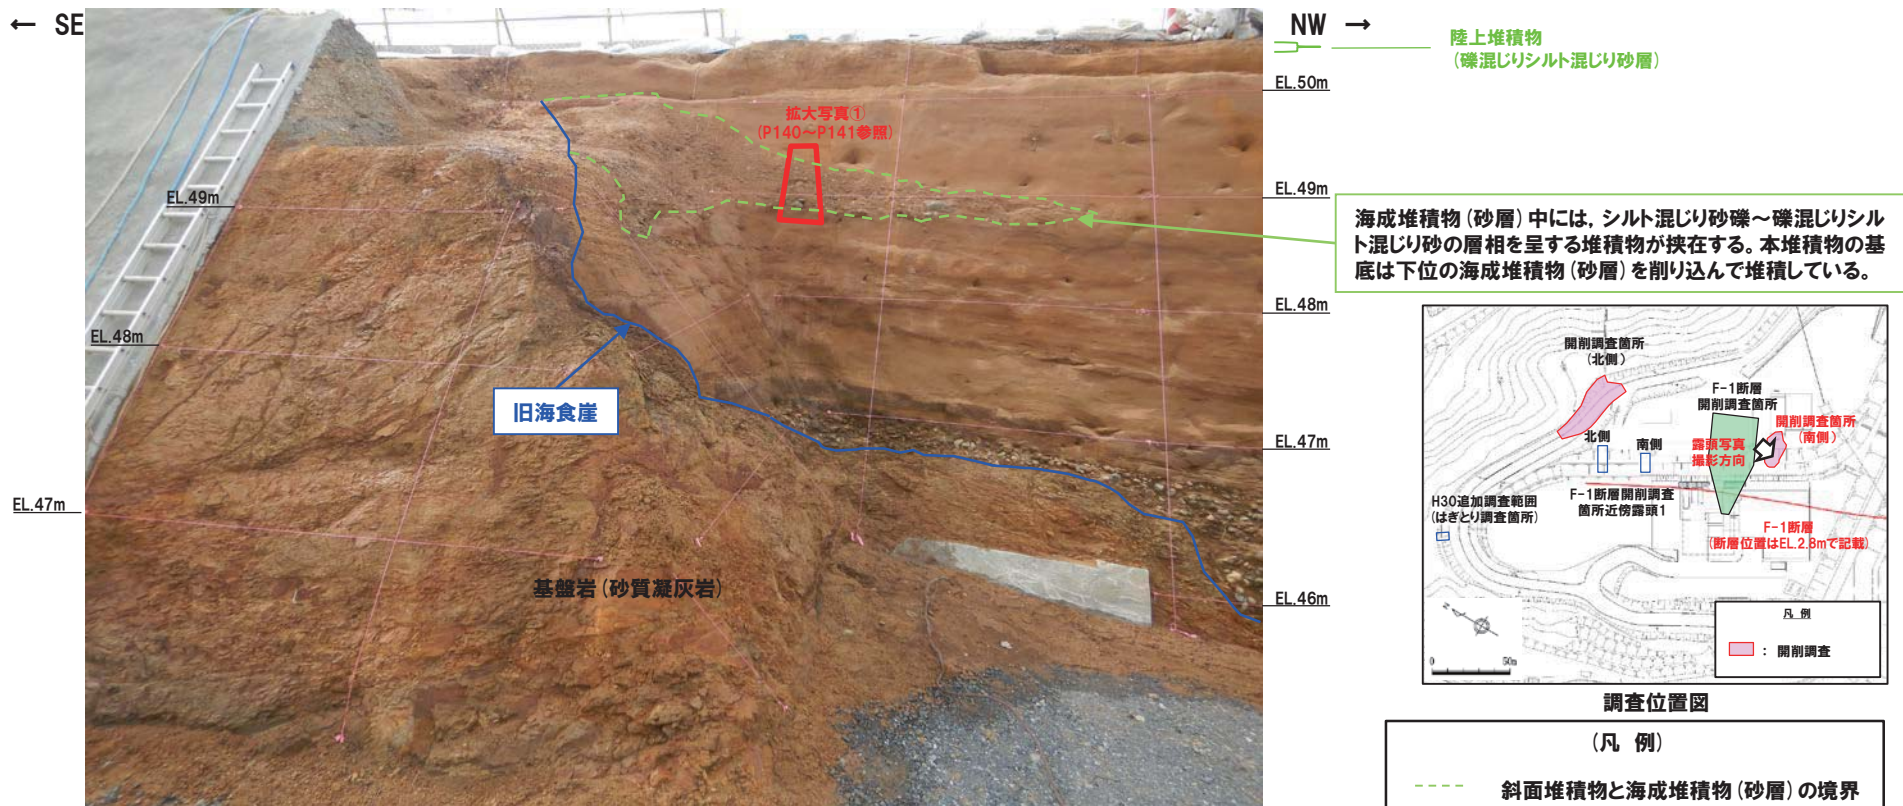 ← SE
NW →
陸上堆積物
(礫混じりシルト混じり砂層)
EL.50m
拡大写真①
(P140～P141参照)
EL.49m
EL.49m
海成堆積物(砂層)中には, シルト混じり砂礫～礫混じりシル
ト混じり砂の層相を呈する堆積物が挟在する。本堆積物の基
底は下位の海成堆積物(砂層)を削り込んで堆積している。
EL.48m
EL.48m
旧海食崖
EL.47m
EL.47m
基盤岩(砂質凝灰岩)
EL.46m
開削調査箇所
(北側)
F-1断層
開削調査箇所
開削調査箇所
(南側)
北側
南側
露頭写真
撮影方向
H30追加調査範囲
(はぎとり調査箇所)
F-1断層開削調査
箇所近傍露頭1
F-1断層
(断層位置はEL.2.8mで記載)
N
0
50m
凡 例
: 開削調査
調査位置図
(凡 例)
斜面堆積物と海成堆積物(砂層)の境界